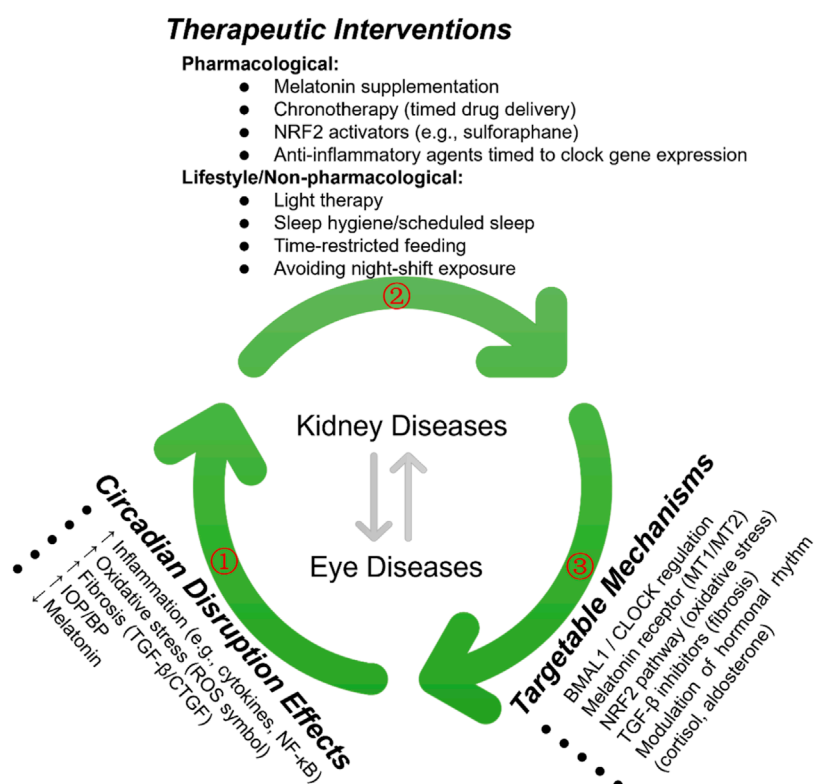 Therapeutic Interventions
Pharmacological:
● Melatonin supplementation
● Chronotherapy (timed drug delivery)
● NRF2 activators (e.g., sulforaphane)
● Anti-inflammatory agents timed to clock gene expression
Lifestyle/Non-pharmacological:
● Light therapy
● Sleep hygiene/scheduled sleep
● Time-restricted feeding
● Avoiding night-shift exposure
②
Kidney Diseases
Eye Diseases
①
③
Circadian Disruption Effects
● ↑ Inflammation (e.g., cytokines, NF-κB)
● ↑ Oxidative stress (ROS symbol)
● ↑ Fibrosis (TGF-β/CTGF)
● ↑ IOP/BP
● ↓ Melatonin
Targetable Mechanisms
● BMAL1 / CLOCK regulation
● Melatonin receptor (MT1/MT2)
● NRF2 pathway (oxidative stress)
● TGF-β inhibitors (fibrosis)
● Modulation of hormonal rhythm
(cortisol, aldosterone)